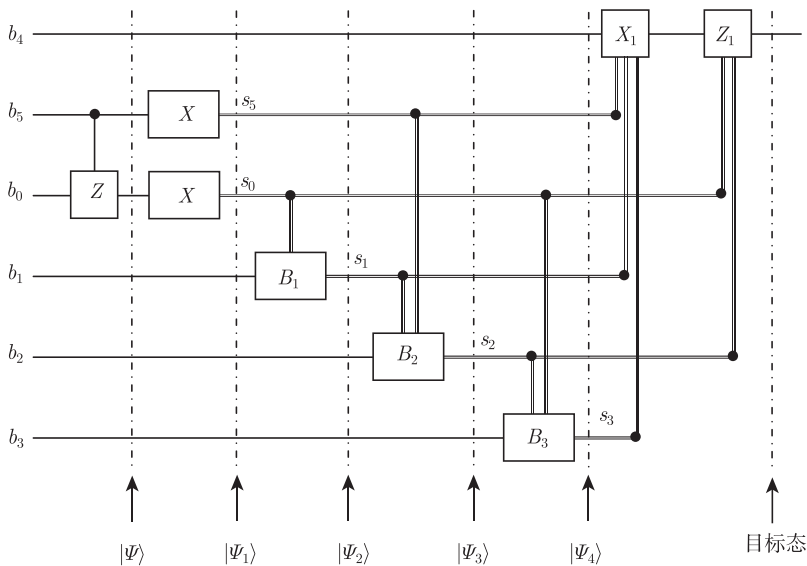 b₄ X₁ Z₁
b₅ X s₅
b₀ Z X s₀
b₁ B₁ s₁
b₂ B₂ s₂
b₃ B₃ s₃
|Ψ⟩ |Ψ₁⟩ |Ψ₂⟩ |Ψ₃⟩ |Ψ₄⟩ 目标态